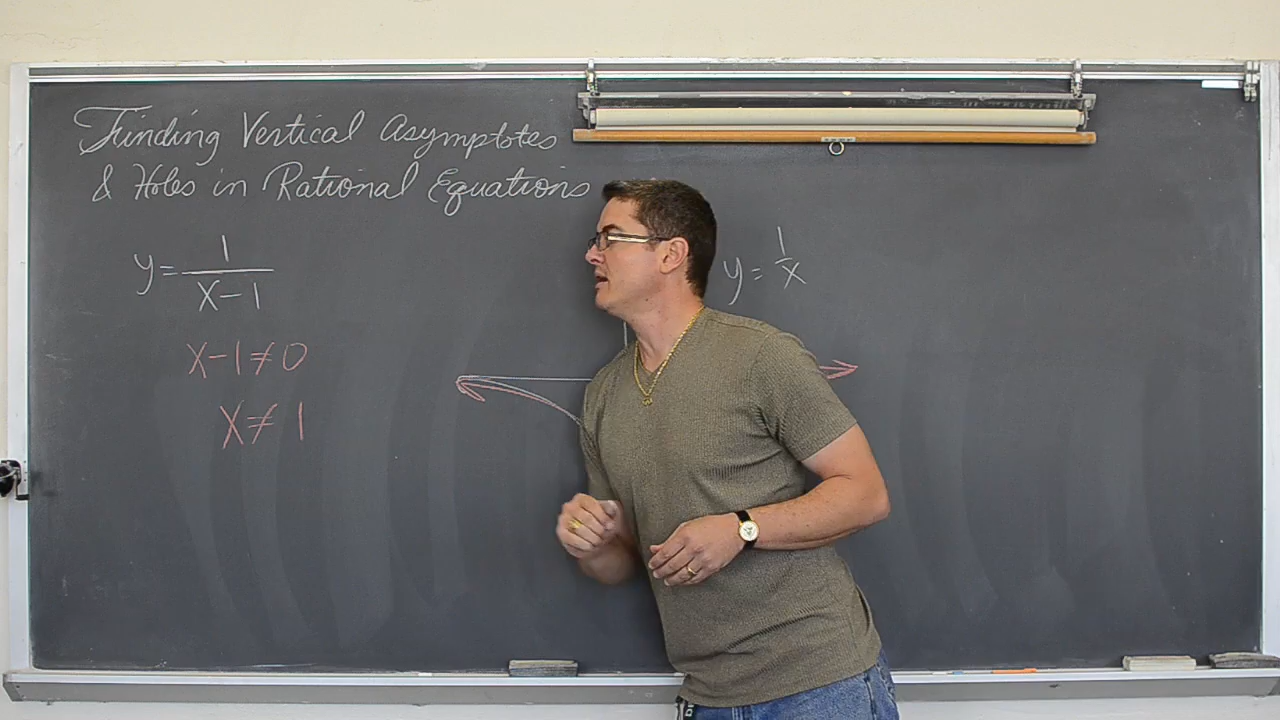 Finding Vertical Asymptotes
& Holes in Rational Equations
y = 1/(x-1)
x-1≠0
x≠1
y = 1/x